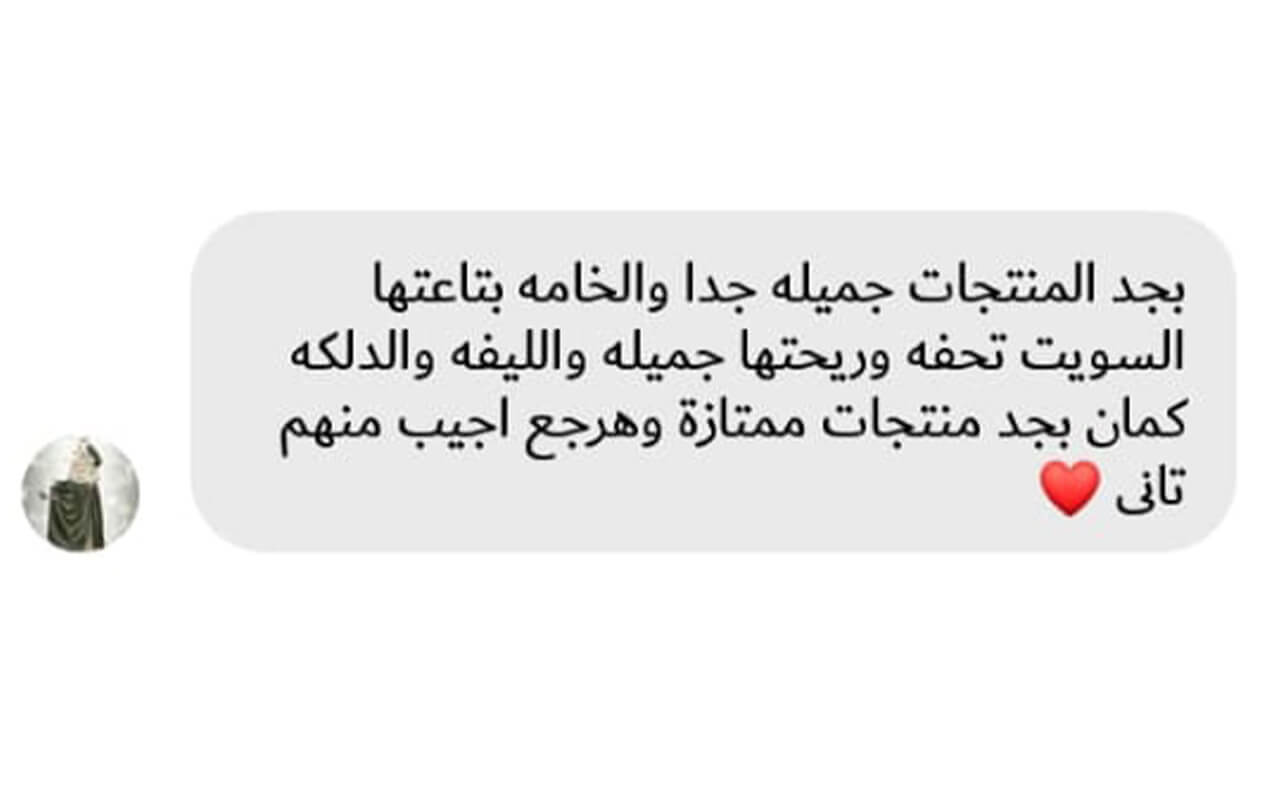 بجد المنتجات جميله جدا والخامه بتاعتها
السويت تحفه وريحتها جميله والليفه والدلكه
كمان بجد منتجات ممتازة وهرجع اجيب منهم
تانى ❤️